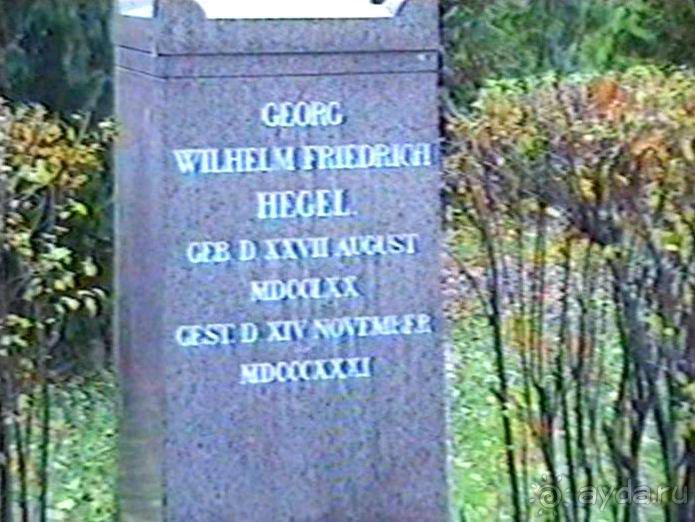 GEORG
WILHELM FRIEDRICH
HEGEL.
GEB. D. XXVII AUGUST
MDCCLXX
GEST. D. XIV NOVEMBER
MDCCCXXXI
ayda.ru